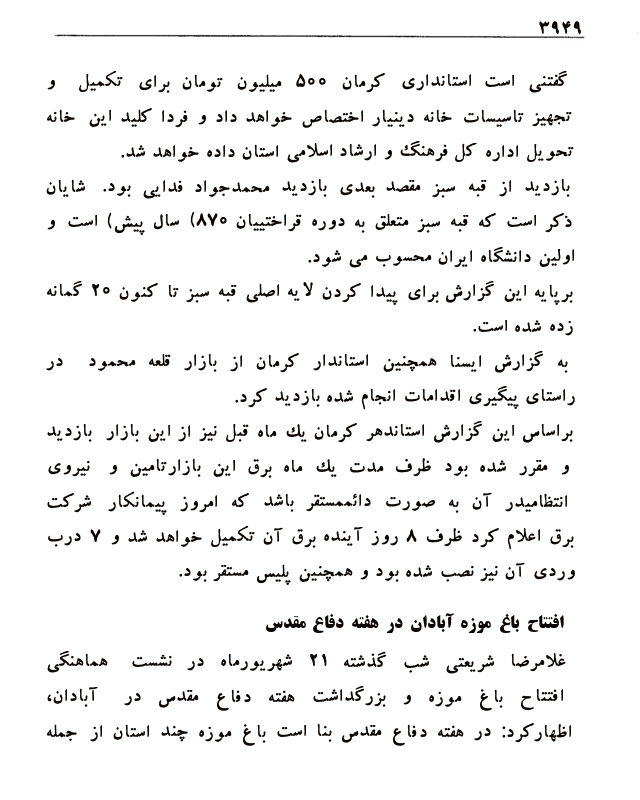 ۳۹۴۹
گفتنی است استانداری کرمان ۵۰۰ میلیون تومان برای تکمیل و
تجهیز تاسیسات خانه دینیار اختصاص خواهد داد و فردا کلید این خانه
تحویل اداره کل فرهنگ و ارشاد اسلامی استان داده خواهد شد.
بازدید از قبه سبز مقصد بعدی بازدید محمدجواد فدایی بود. شایان
ذکر است که قبه سبز متعلق به دوره قراختییان ۸۷۰) سال پیش) است و
اولین دانشگاه ایران محسوب می شود.
برپایه این گزارش برای پیدا کردن لایه اصلی قبه سبز تا کنون ۲۰ گمانه
زده شده است.
به گزارش ایسنا همچنین استاندار کرمان از بازار قلعه محمود در
راستای پیگیری اقدامات انجام شده بازدید کرد.
براساس این گزارش استاندهر کرمان یك ماه قبل نیز از این بازار بازدید
و مقرر شده بود ظرف مدت یك ماه برق این بازارتامین و نیروی
انتظامیدر آن به صورت دائممستقر باشد که امروز پیمانکار شرکت
برق اعلام کرد ظرف ۸ روز آینده برق آن تکمیل خواهد شد و ۷ درب
وردی آن نیز نصب شده بود و همچنین پلیس مستقر بود.
افتتاح باغ موزه آبادان در هفته دفاع مقدس
غلامرضا شریعتی شب گذشته ۲۱ شهریورماه در نشست هماهنگی
افتتاح باغ موزه و بزرگداشت هفته دفاع مقدس در آبادان،
اظهارکرد: در هفته دفاع مقدس بنا است باغ موزه چند استان از جمله